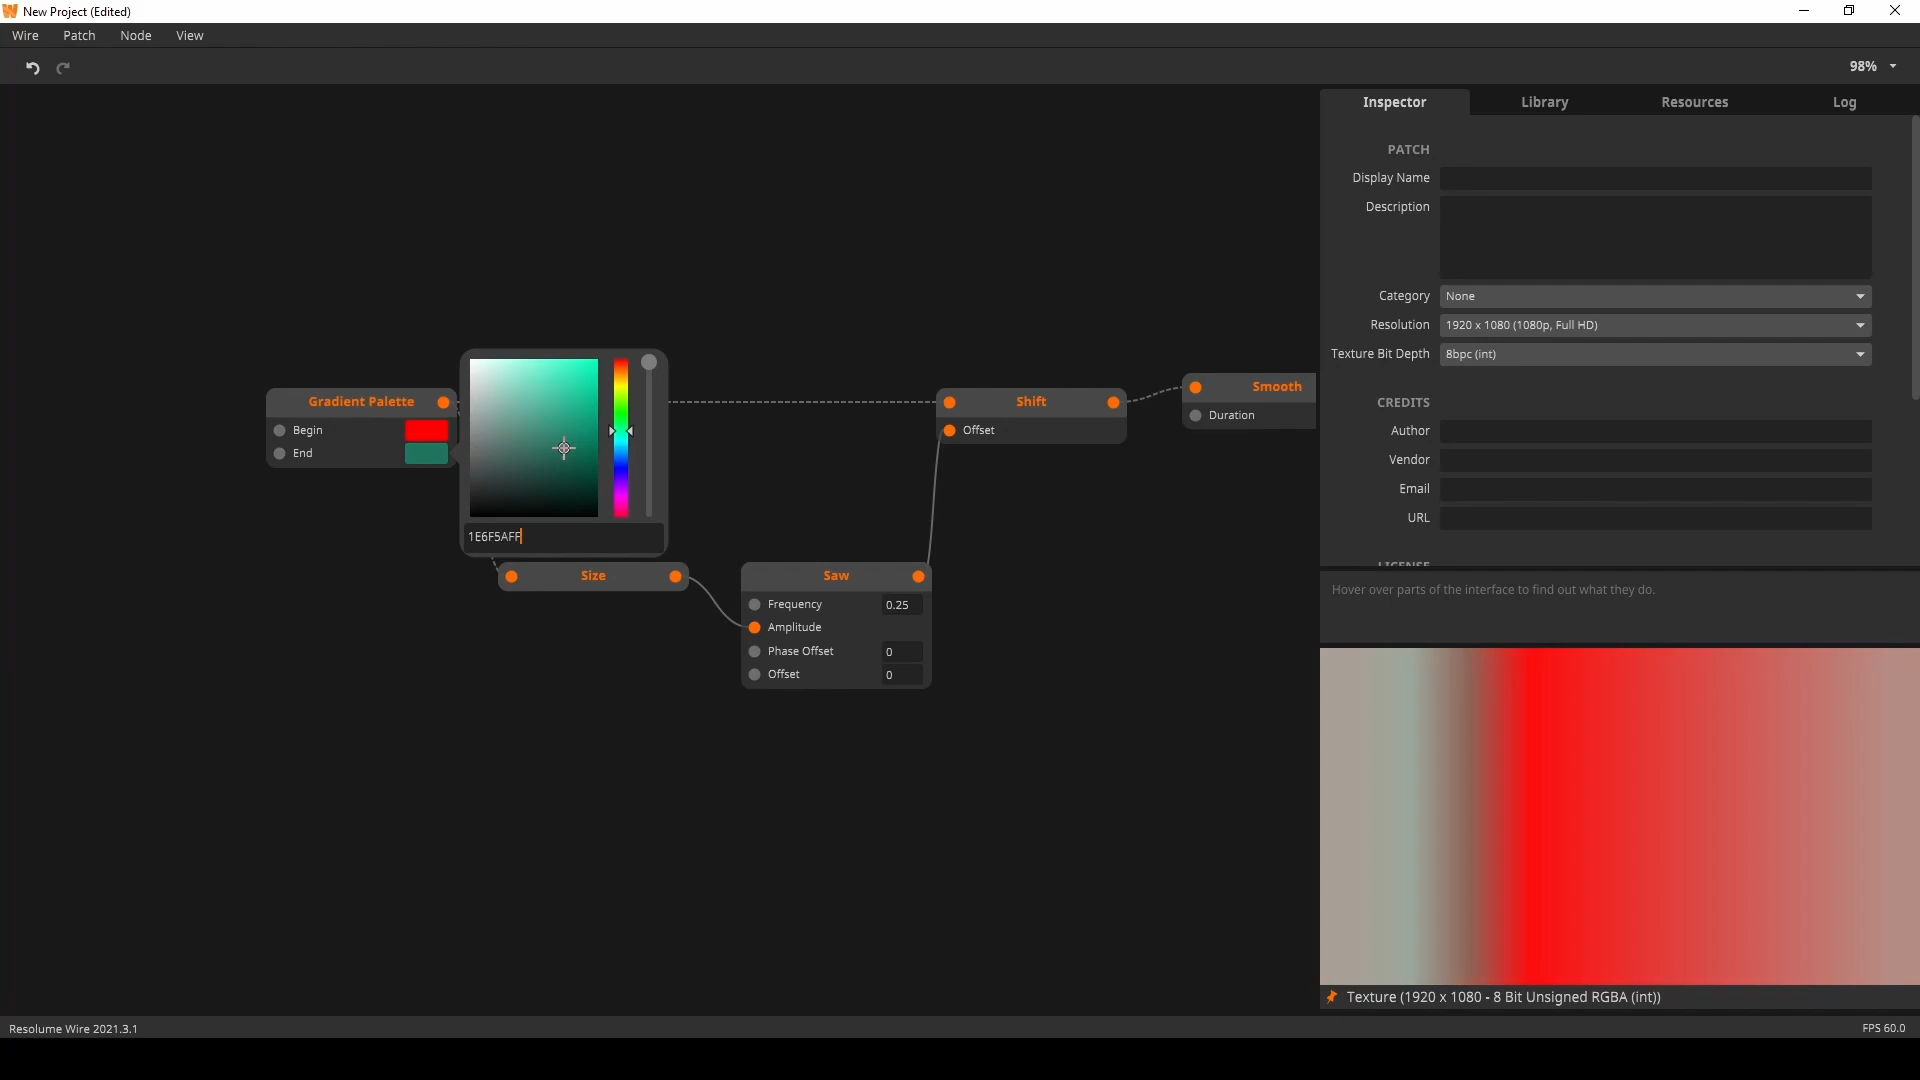 New Project (Edited)
Wire Patch Node View
98%
Inspector Library Resources Log
PATCH
Display Name
Description
Category None
Resolution 1920 x 1080 (1080p, Full HD)
Texture Bit Depth 8bpc (int)
CREDITS
Author
Vendor
Email
URL
LICENSE
Hover over parts of the interface to find out what they do.
Gradient Palette
Begin
End
1E6F5AFF
Size
Saw
Frequency 0.25
Amplitude
Phase Offset 0
Offset 0
Shift
Offset
Smooth
Duration
Texture (1920 x 1080 - 8 Bit Unsigned RGBA (int))
Resolume Wire 2021.3.1
FPS 60.0